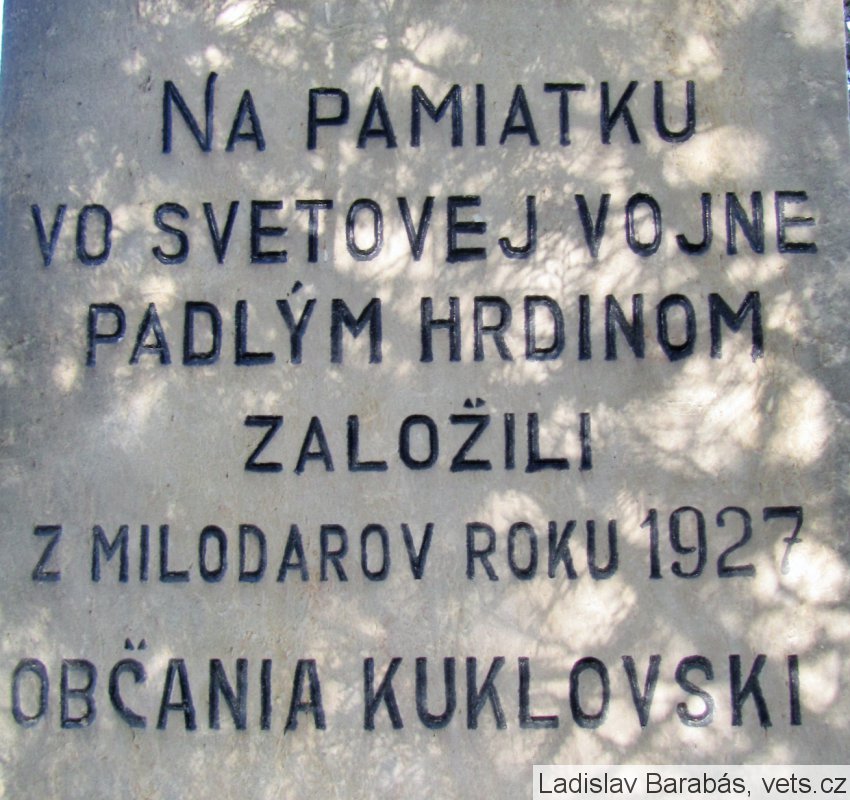 NA PAMIATKU
VO SVETOVEJ VOJNE
PADLÝM HRDINOM
ZALOŽILI
Z MILODAROV ROKU 1927
OBČANIA KUKLOVSKI
Ladislav Barabás, vets.cz